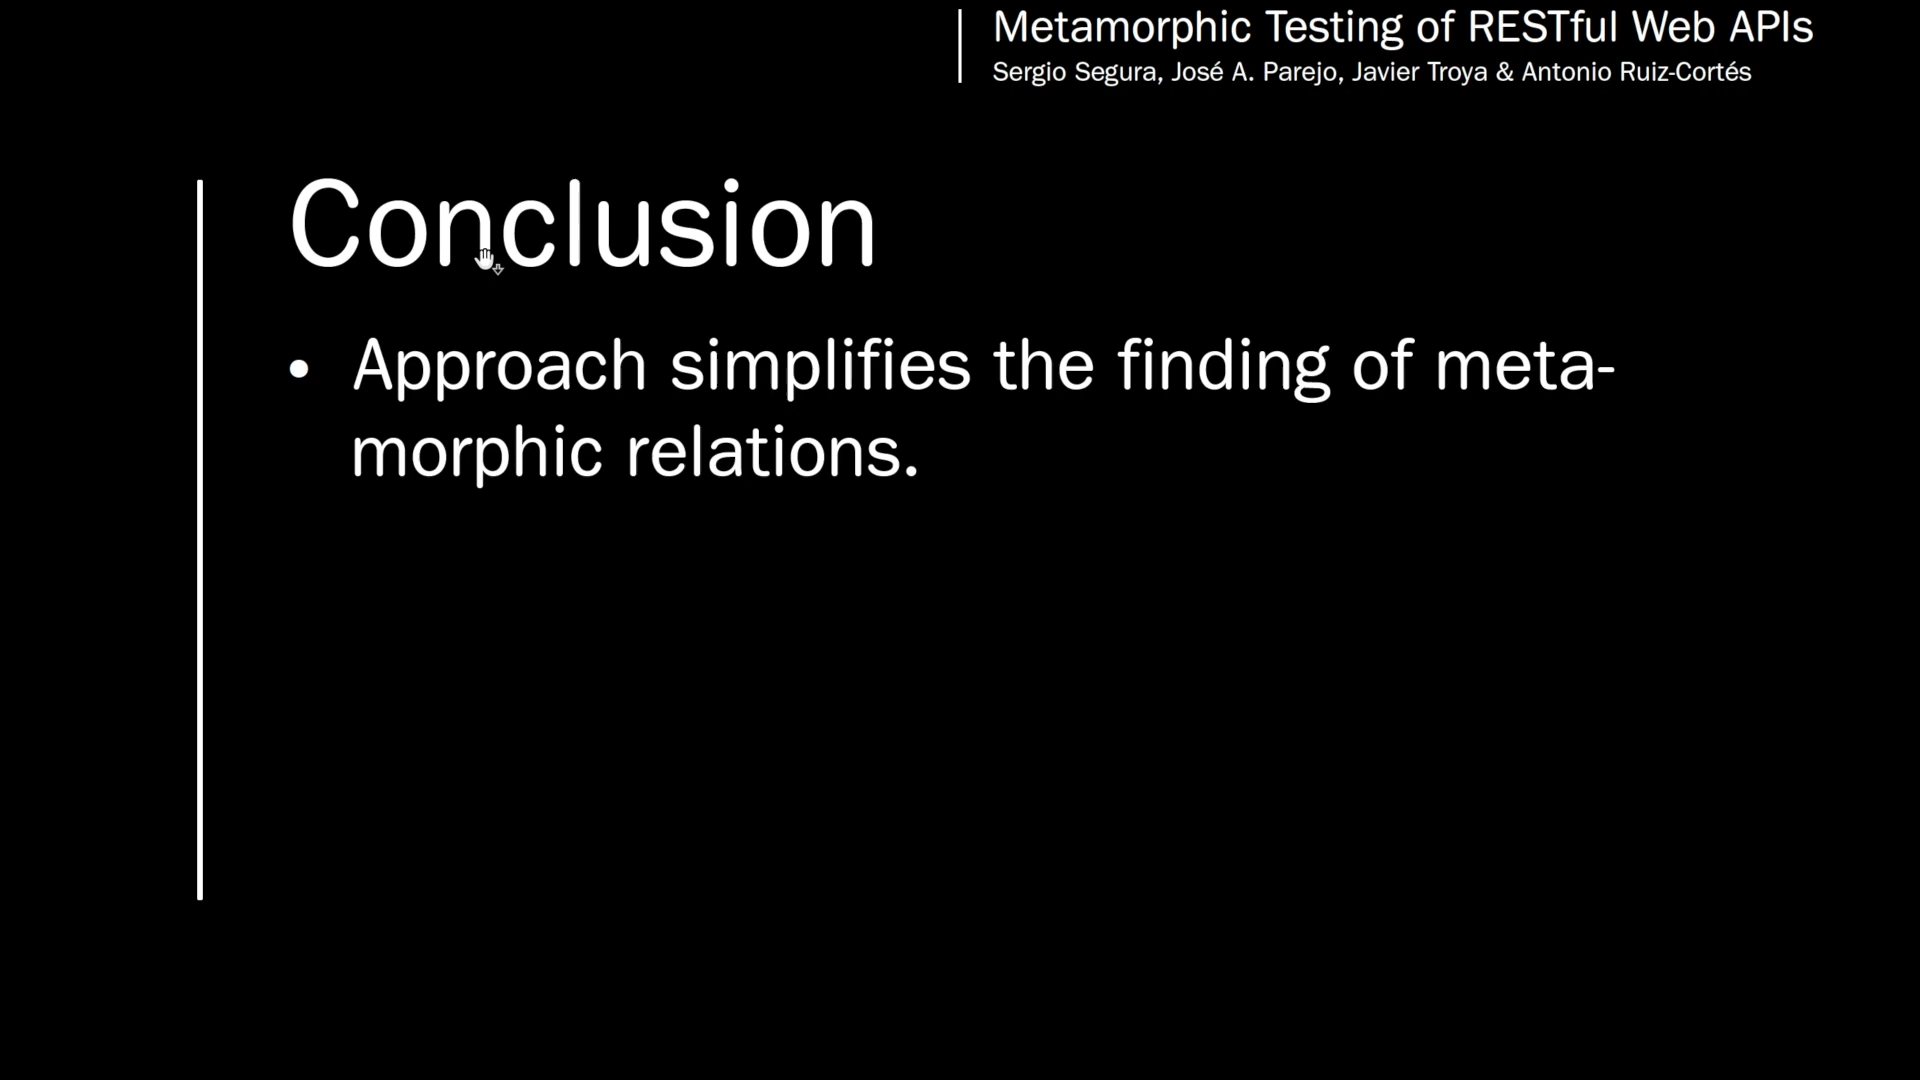 Metamorphic Testing of RESTful Web APIs
Sergio Segura, José A. Parejo, Javier Troya & Antonio Ruiz-Cortés
Conclusion
• Approach simplifies the finding of meta-
morphic relations.